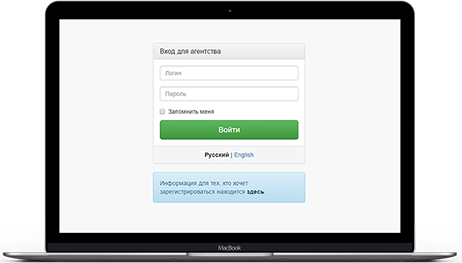 Вход для агентства
Логин
Пароль
Запомнить меня
Войти
Русский | English
Информация для тех, кто хочет
зарегистрироваться находится здесь.
MacBook